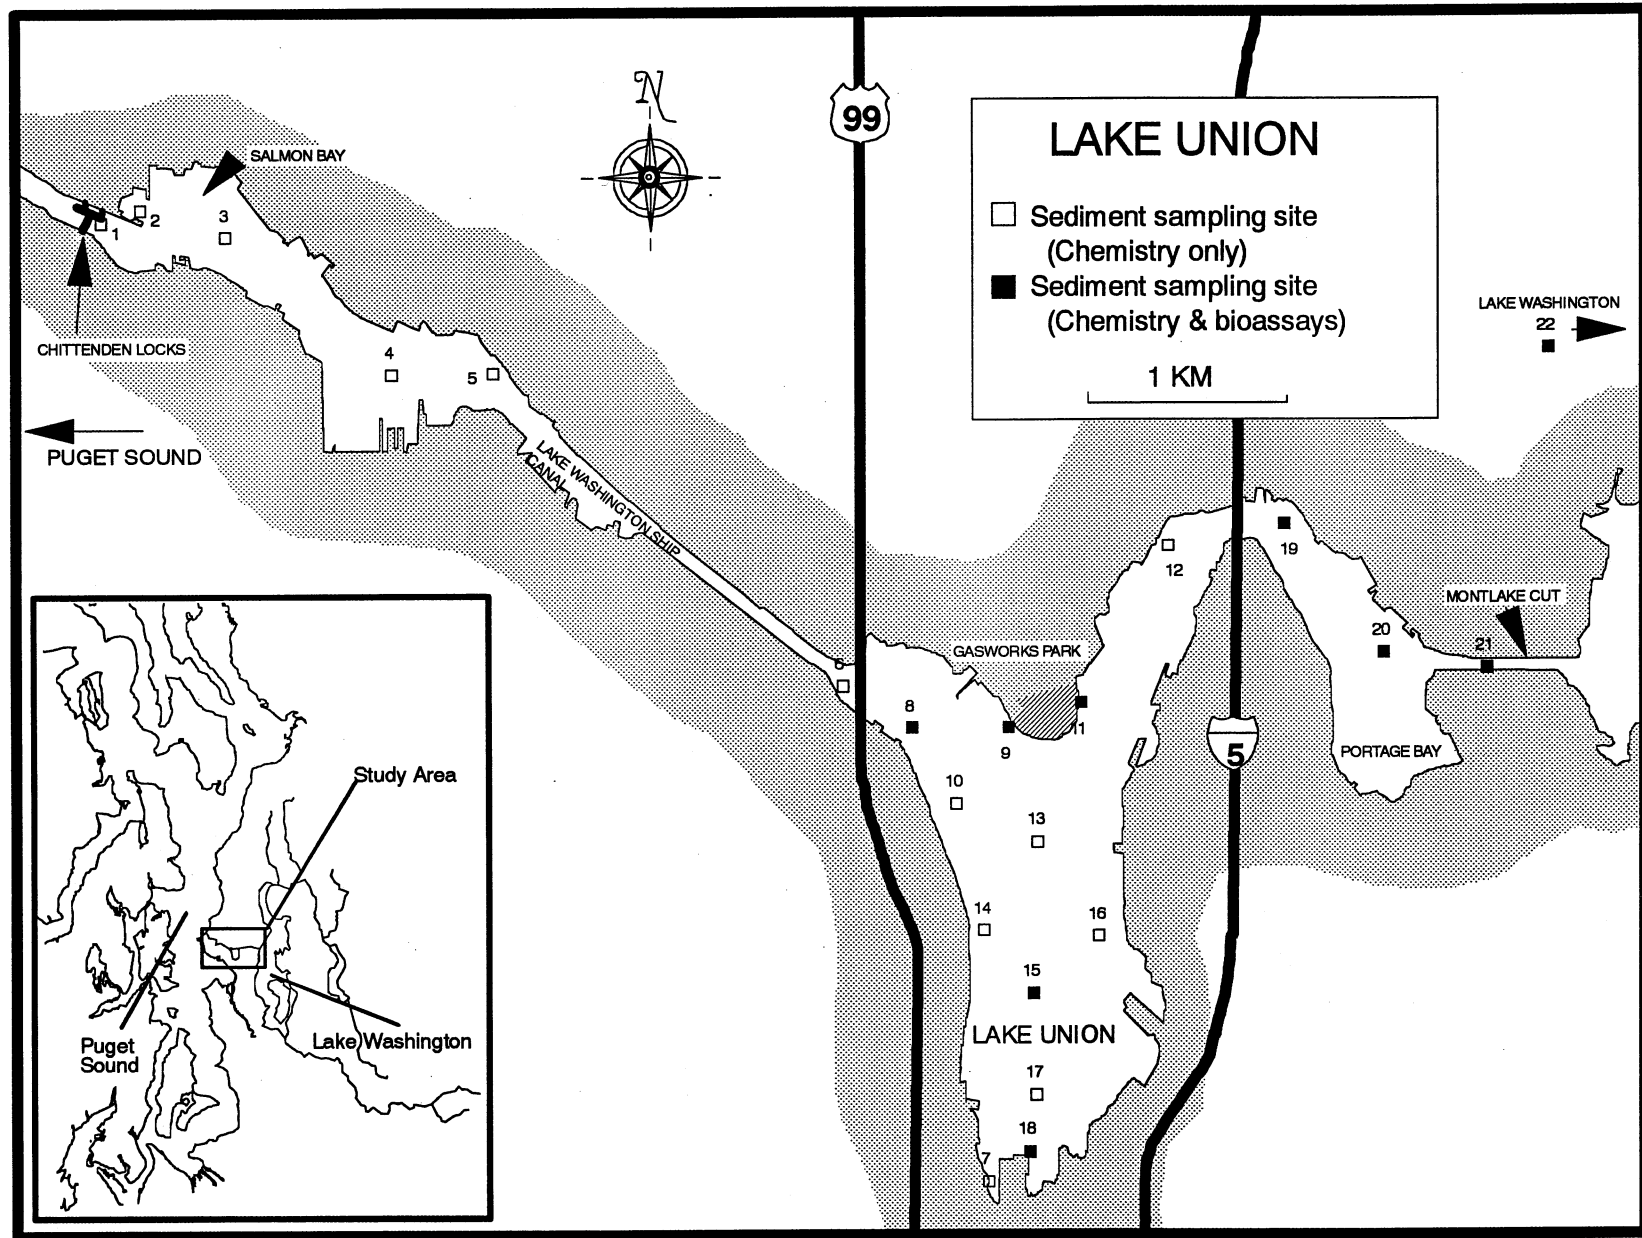 N
99
LAKE UNION
Sediment sampling site
(Chemistry only)
Sediment sampling site
(Chemistry & bioassays)
1 KM
SALMON BAY
1
2
3
CHITTENDEN LOCKS
4
5
PUGET SOUND
LAKE WASHINGTON SHIP
CANAL
LAKE WASHINGTON
22
12
19
MONTLAKE CUT
20
21
6
GASWORKS PARK
8
9
11
5
PORTAGE BAY
10
13
14
16
15
LAKE UNION
17
18
7
Study Area
Puget
Sound
Lake Washington